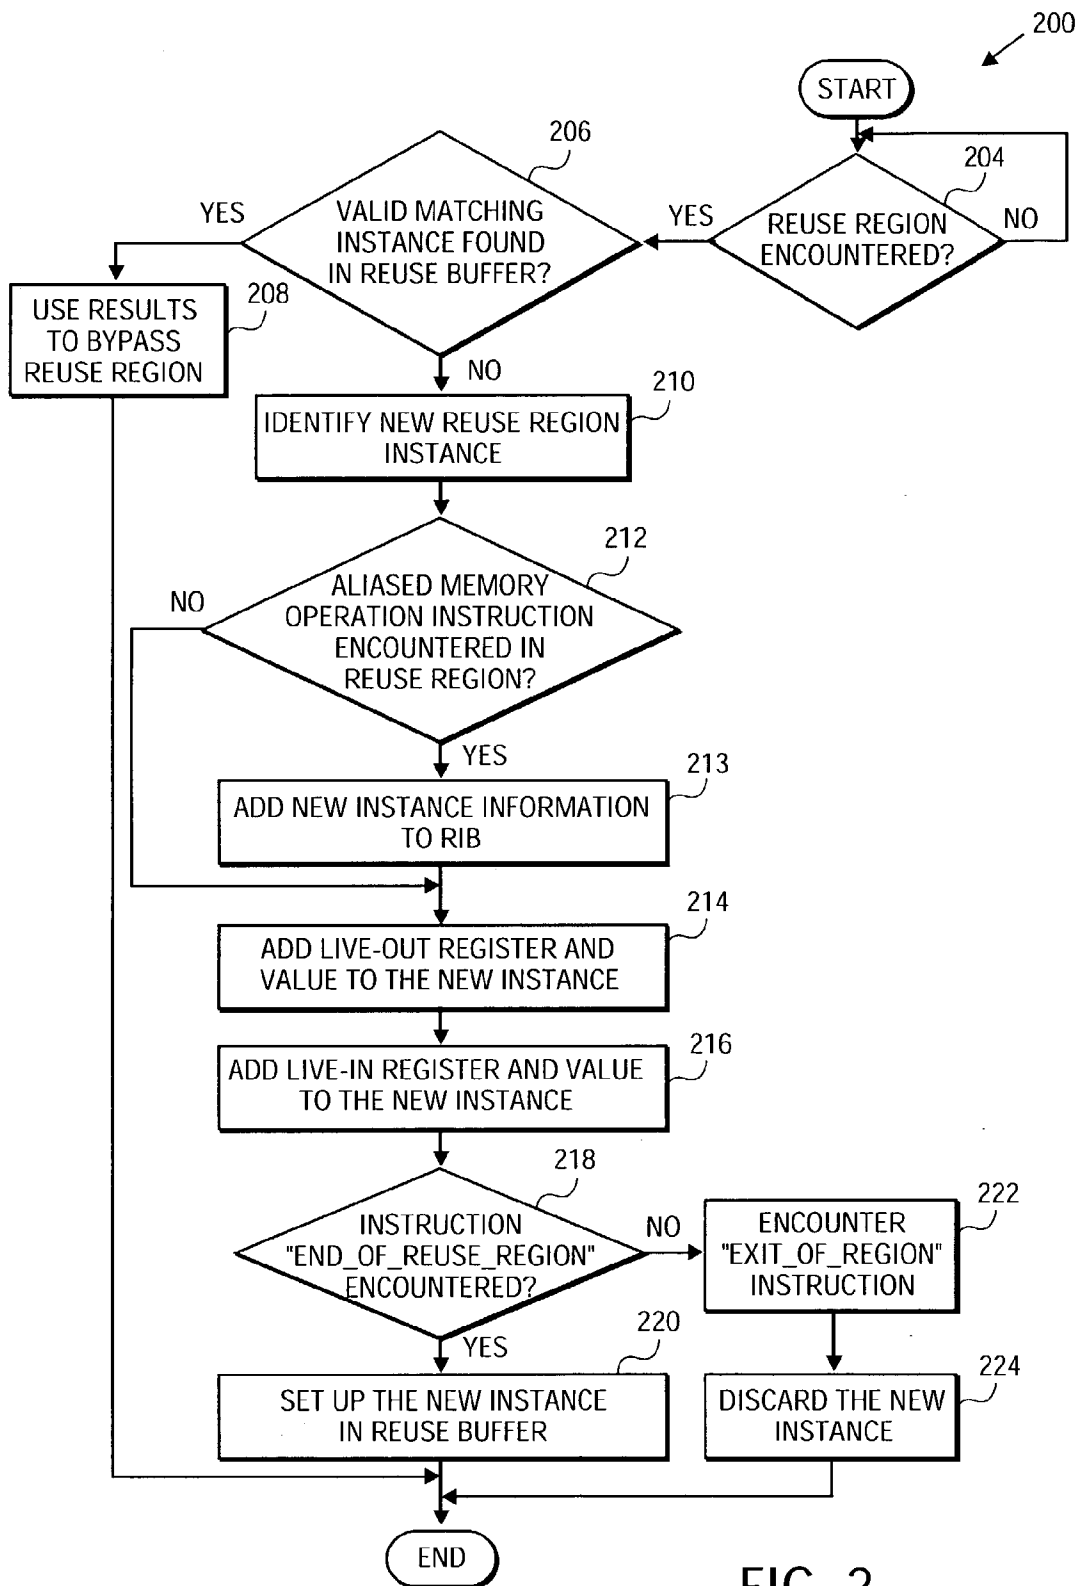 200
START
204
REUSE REGION
ENCOUNTERED?
NO
YES
206
VALID MATCHING
INSTANCE FOUND
IN REUSE BUFFER?
YES
NO
208
USE RESULTS
TO BYPASS
REUSE REGION
210
IDENTIFY NEW REUSE REGION
INSTANCE
212
ALIASED MEMORY
OPERATION INSTRUCTION
ENCOUNTERED IN
REUSE REGION?
NO
YES
213
ADD NEW INSTANCE INFORMATION
TO RIB
214
ADD LIVE-OUT REGISTER AND
VALUE TO THE NEW INSTANCE
216
ADD LIVE-IN REGISTER AND VALUE
TO THE NEW INSTANCE
218
INSTRUCTION
"END_OF_REUSE_REGION"
ENCOUNTERED?
NO
YES
222
ENCOUNTER
"EXIT_OF_REGION"
INSTRUCTION
220
SET UP THE NEW INSTANCE
IN REUSE BUFFER
224
DISCARD THE NEW
INSTANCE
END
FIG. 2